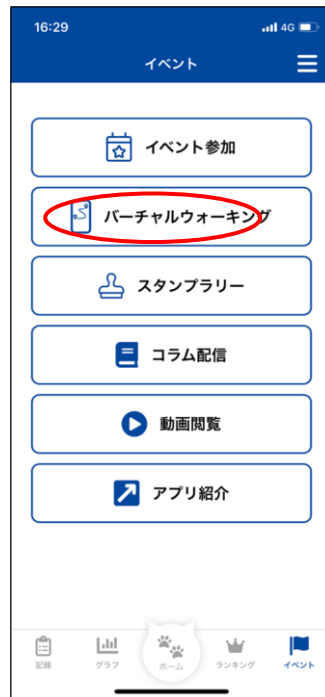 16:29
4G
イベント
イベント参加
バーチャルウォーキング
スタンプラリー
コラム配信
動画閲覧
アプリ紹介
記録
グラフ
ホーム
ランキング
イベント